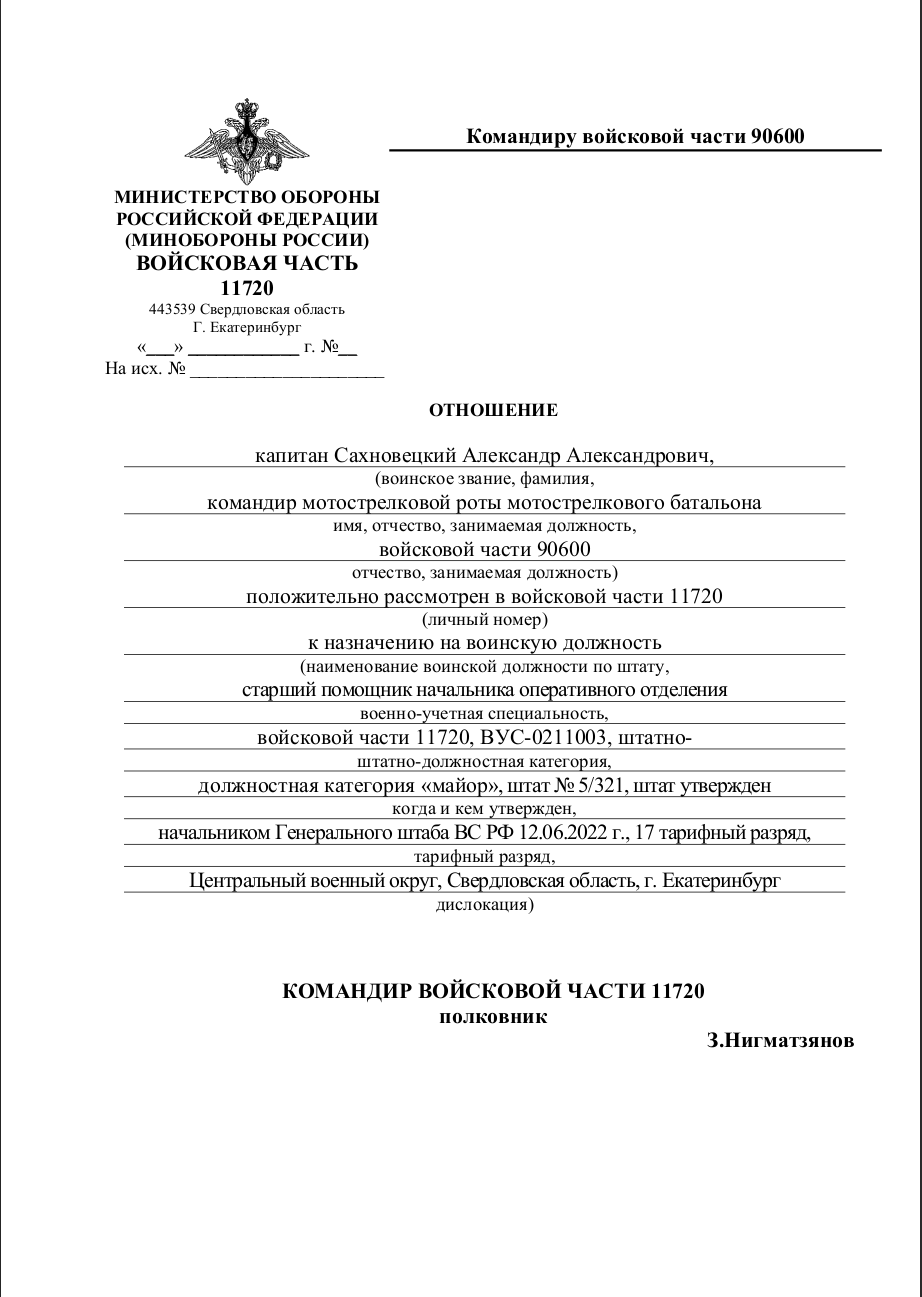 Командиру войсковой части 90600
МИНИСТЕРСТВО ОБОРОНЫ
РОССИЙСКОЙ ФЕДЕРАЦИИ
(МИНОБОРОНЫ РОССИИ)
ВОЙСКОВАЯ ЧАСТЬ
11720
443539 Свердловская область
Г. Екатеринбург
«___» ____________ г. №__
На исх. № _____________________
ОТНОШЕНИЕ
капитан Сахновецкий Александр Александрович,
(воинское звание, фамилия,
командир мотострелковой роты мотострелкового батальона
имя, отчество, занимаемая должность,
войсковой части 90600
отчество, занимаемая должность)
положительно рассмотрен в войсковой части 11720
(личный номер)
к назначению на воинскую должность
(наименование воинской должности по штату,
старший помощник начальника оперативного отделения
военно-учетная специальность,
войсковой части 11720, ВУС-0211003, штатно-
штатно-должностная категория,
должностная категория «майор», штат № 5/321, штат утвержден
когда и кем утвержден,
начальником Генерального штаба ВС РФ 12.06.2022 г., 17 тарифный разряд,
тарифный разряд,
Центральный военный округ, Свердловская область, г. Екатеринбург
дислокация)
КОМАНДИР ВОЙСКОВОЙ ЧАСТИ 11720
полковник
З.Нигматзянов